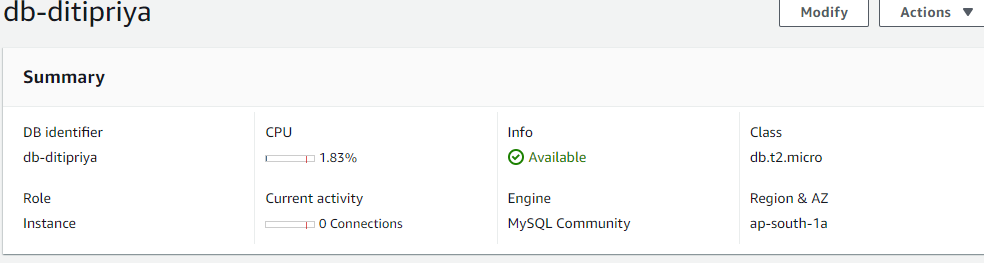 db-ditipriya
Modify
Actions
Summary
DB identifier
db-ditipriya
CPU
1.83%
Info
Available
Class
db.t2.micro
Role
Instance
Current activity
0 Connections
Engine
MySQL Community
Region & AZ
ap-south-1a